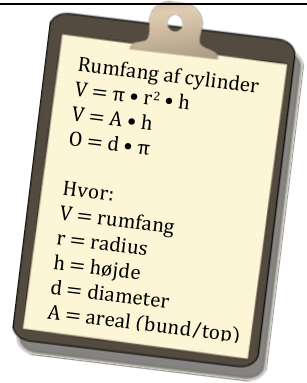 Rumfang af cylinder
V = π • r² • h
V = A • h
O = d • π
Hvor:
V = rumfang
r = radius
h = højde
d = diameter
A = areal (bund/top)